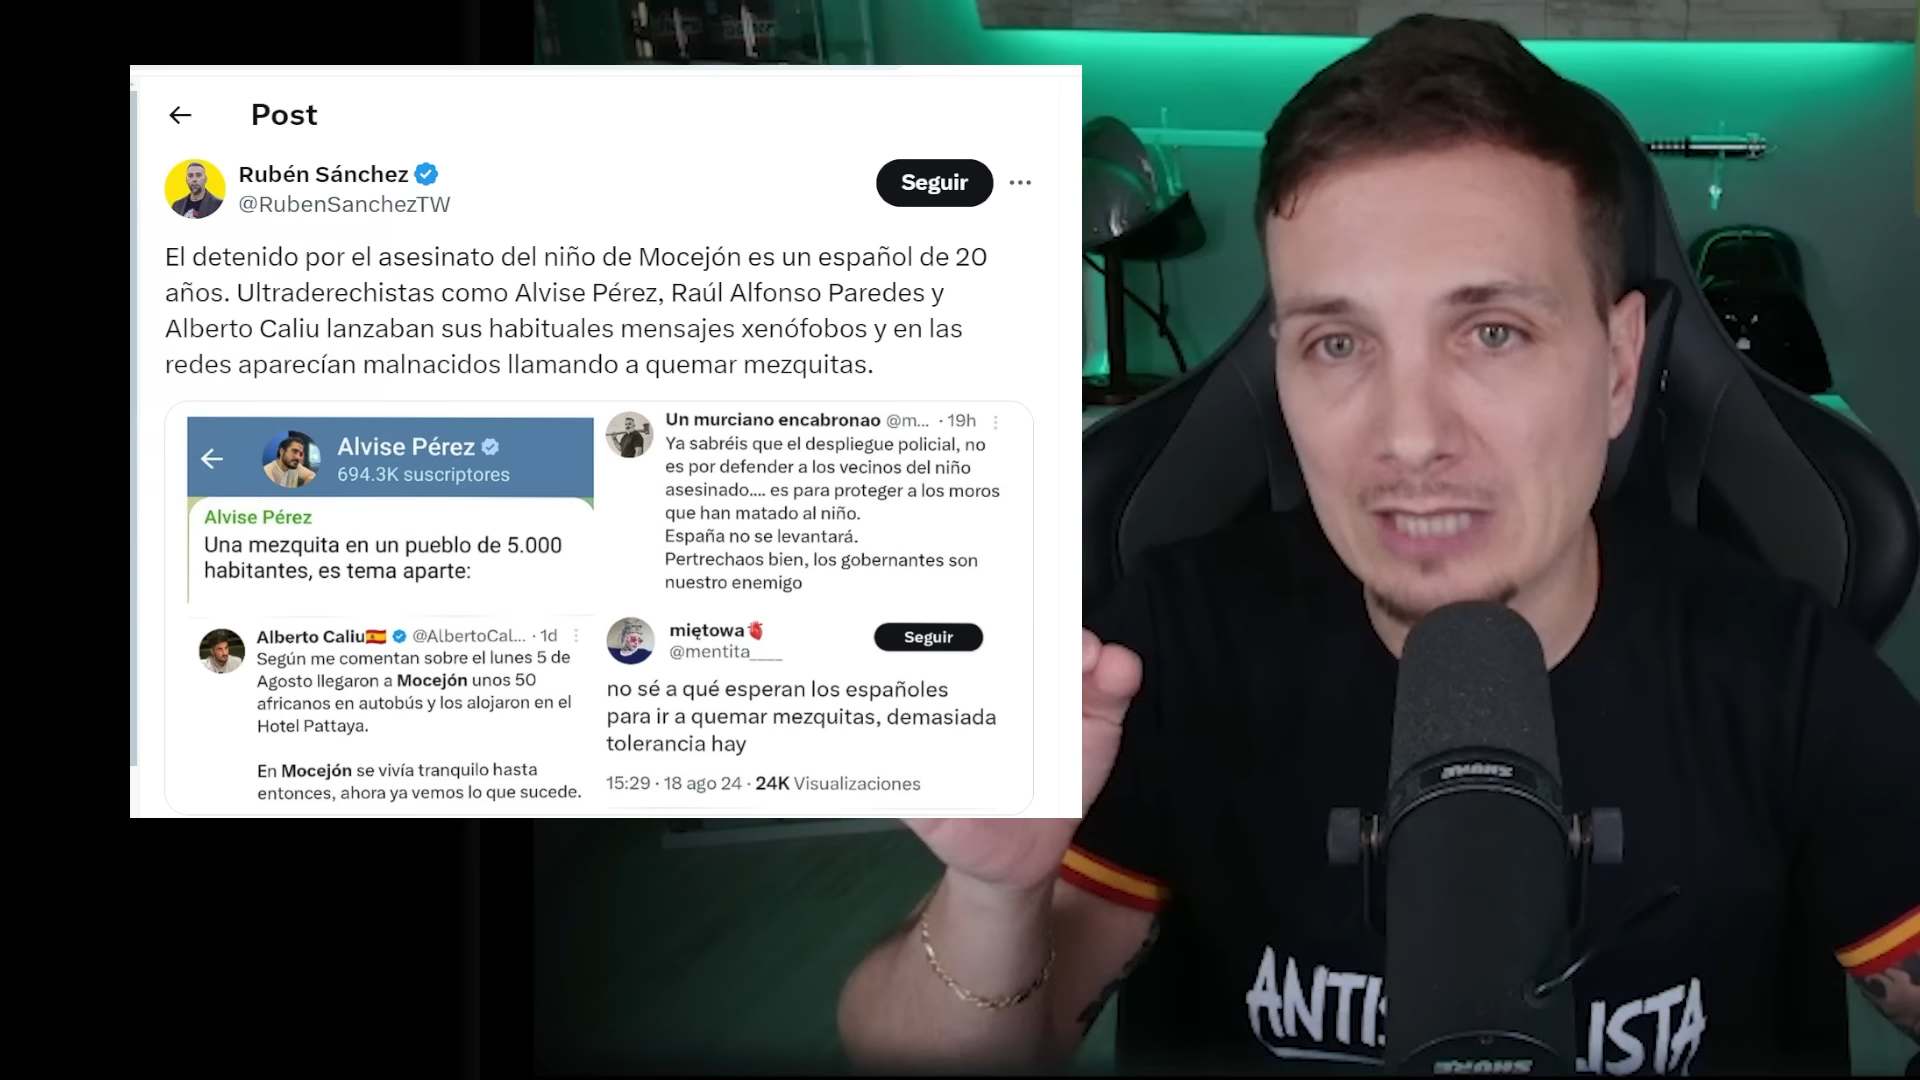 Post
Rubén Sánchez
@RubenSanchezTW
Seguir
El detenido por el asesinato del niño de Mocejón es un español de 20
años. Ultraderechistas como Alvise Pérez, Raúl Alfonso Paredes y
Alberto Caliu lanzaban sus habituales mensajes xenófobos y en las
redes aparecían malnacidos llamando a quemar mezquitas.
Alvise Pérez
694.3K suscriptores
Alvise Pérez
Una mezquita en un pueblo de 5.000
habitantes, es tema aparte:
Un murciano encabronao @m... · 19h
Ya sabréis que el despliegue policial, no
es por defender a los vecinos del niño
asesinado.... es para proteger a los moros
que han matado al niño.
España no se levantará.
Pertrechaos bien, los gobernantes son
nuestro enemigo
Alberto Caliu🇪🇸 @AlbertoCal... · 1d
Según me comentan sobre el lunes 5 de
Agosto llegaron a Mocejón unos 50
africanos en autobús y los alojaron en el
Hotel Pattaya.
En Mocejón se vivía tranquilo hasta
entonces, ahora ya vemos lo que sucede.
miętowa🫀
@mentita____
Seguir
no sé a qué esperan los españoles
para ir a quemar mezquitas, demasiada
tolerancia hay
15:29 · 18 ago 24 · 24K Visualizaciones